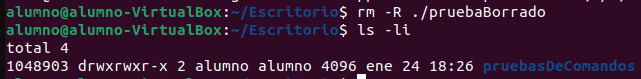 alumno@alumno-VirtualBox:~/Escritorio$ rm -R ./pruebaBorrado
alumno@alumno-VirtualBox:~/Escritorio$ ls -li
total 4
1048903 drwxrwxr-x 2 alumno alumno 4096 ene 24 18:26 pruebasDeComandos